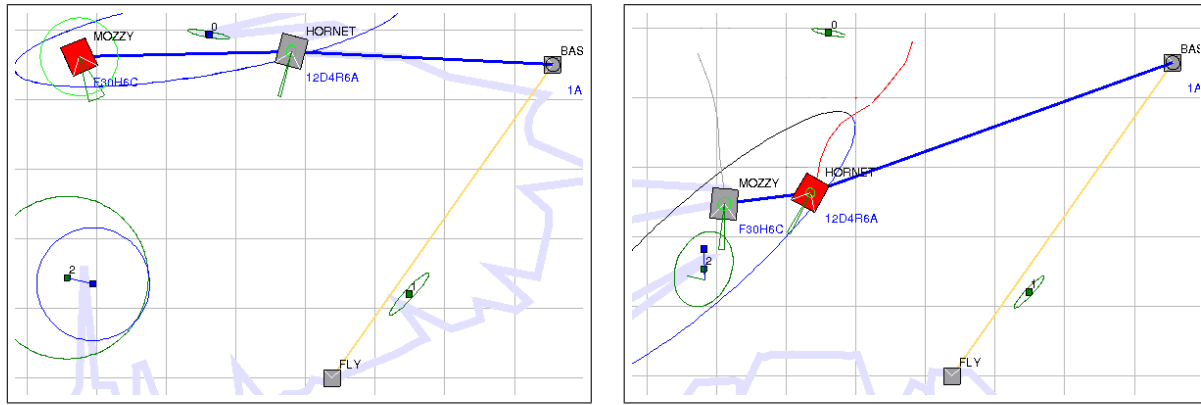 0
MOZZY
HORNET
BAS
F30H6C
12D4R6A
1A
2
1
FLY
0
BAS
1A
MOZZY
HORNET
F30H6C
12D4R6A
2
1
FLY